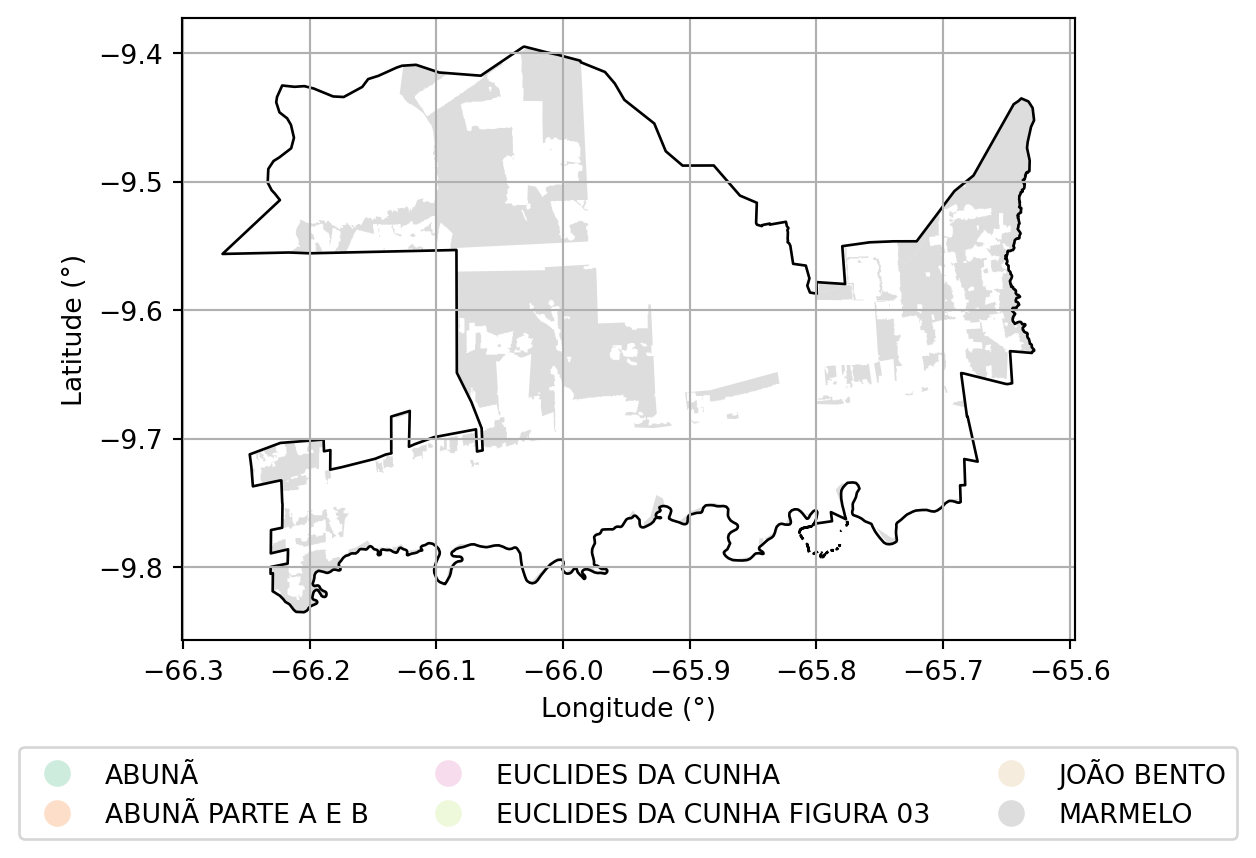 −9.4
−9.5
−9.6
−9.7
−9.8
Latitude (°)
−66.3 −66.2 −66.1 −66.0 −65.9 −65.8 −65.7 −65.6
Longitude (°)
ABUNÃ EUCLIDES DA CUNHA JOÃO BENTO
ABUNÃ PARTE A E B EUCLIDES DA CUNHA FIGURA 03 MARMELO